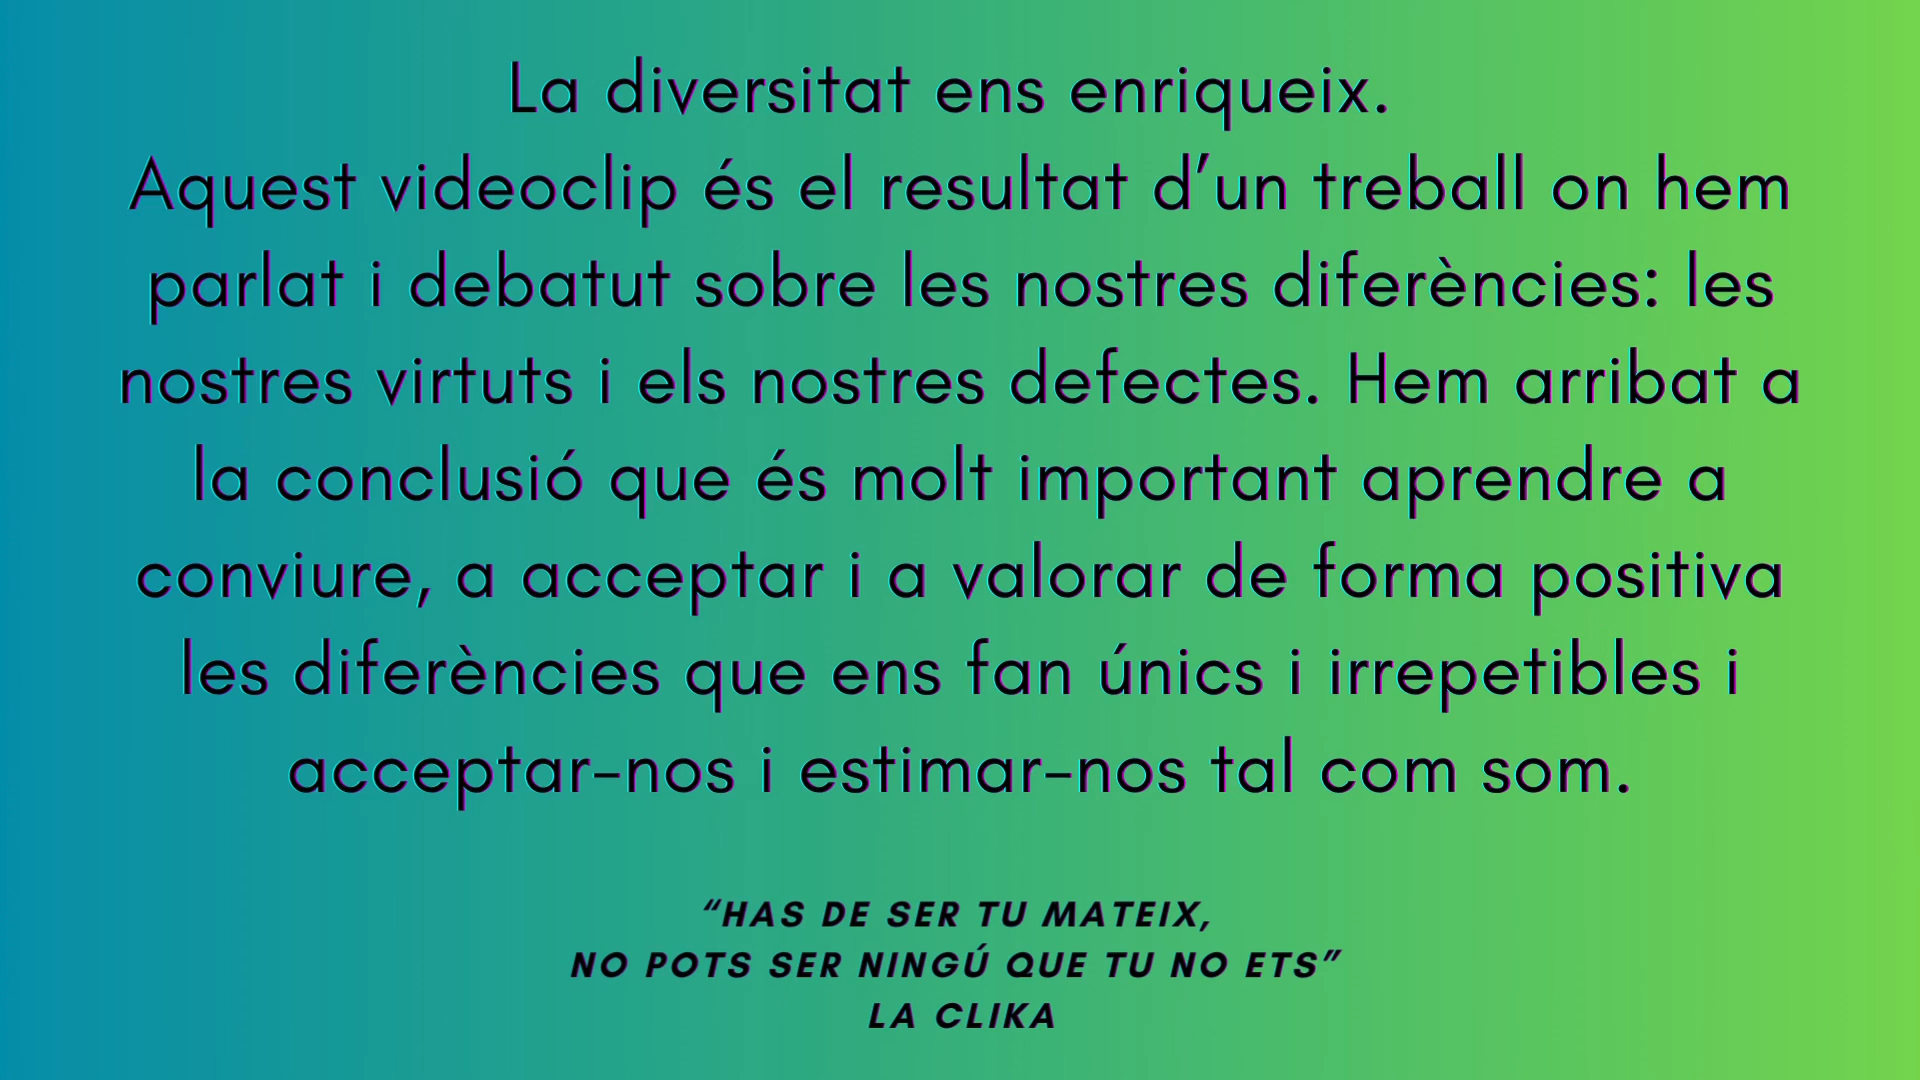 La diversitat ens enriqueix.
Aquest videoclip és el resultat d’un treball on hem
parlat i debatut sobre les nostres diferències: les
nostres virtuts i els nostres defectes. Hem arribat a
la conclusió que és molt important aprendre a
conviure, a acceptar i a valorar de forma positiva
les diferències que ens fan únics i irrepetibles i
acceptar-nos i estimar-nos tal com som.
“HAS DE SER TU MATEIX,
NO POTS SER NINGÚ QUE TU NO ETS”
LA CLIKA